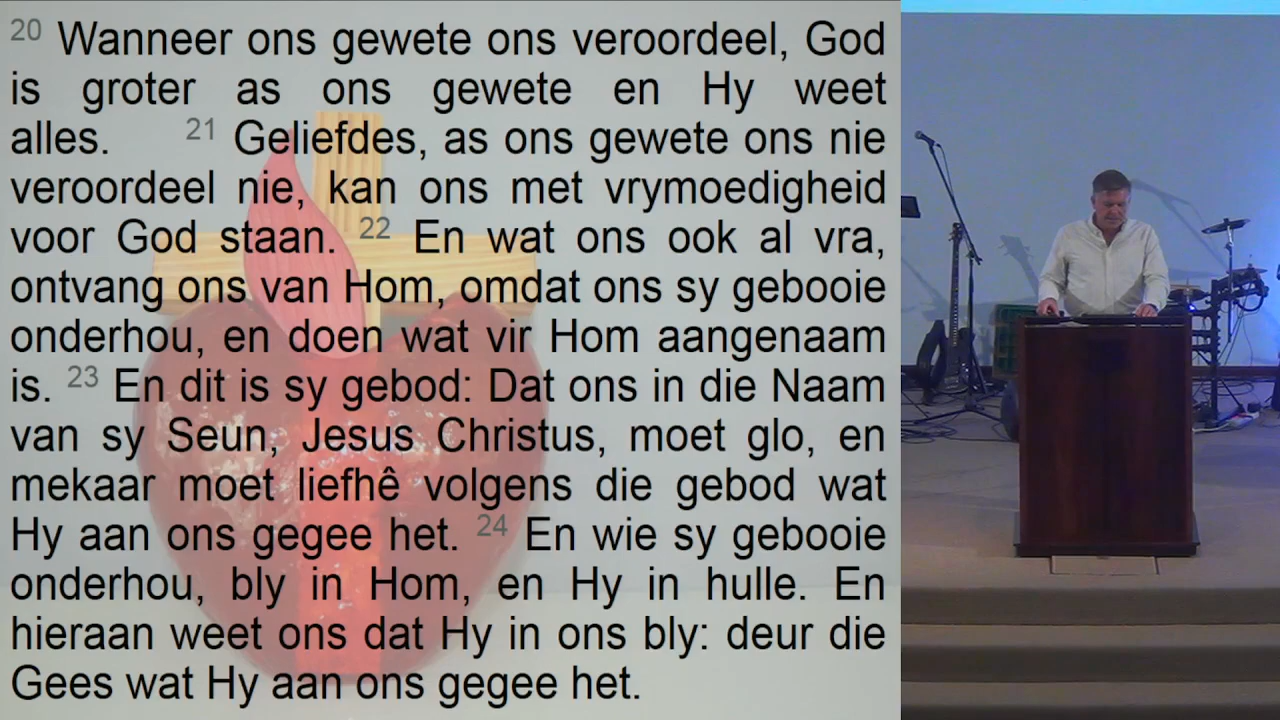 20 Wanneer ons gewete ons veroordeel, God
is groter as ons gewete en Hy weet
alles. 21 Geliefdes, as ons gewete ons nie
veroordeel nie, kan ons met vrymoedigheid
voor God staan. 22 En wat ons ook al vra,
ontvang ons van Hom, omdat ons sy gebooie
onderhou, en doen wat vir Hom aangenaam
is. 23 En dit is sy gebod: Dat ons in die Naam
van sy Seun, Jesus Christus, moet glo, en
mekaar moet liefhê volgens die gebod wat
Hy aan ons gegee het. 24 En wie sy gebooie
onderhou, bly in Hom, en Hy in hulle. En
hieraan weet ons dat Hy in ons bly: deur die
Gees wat Hy aan ons gegee het.